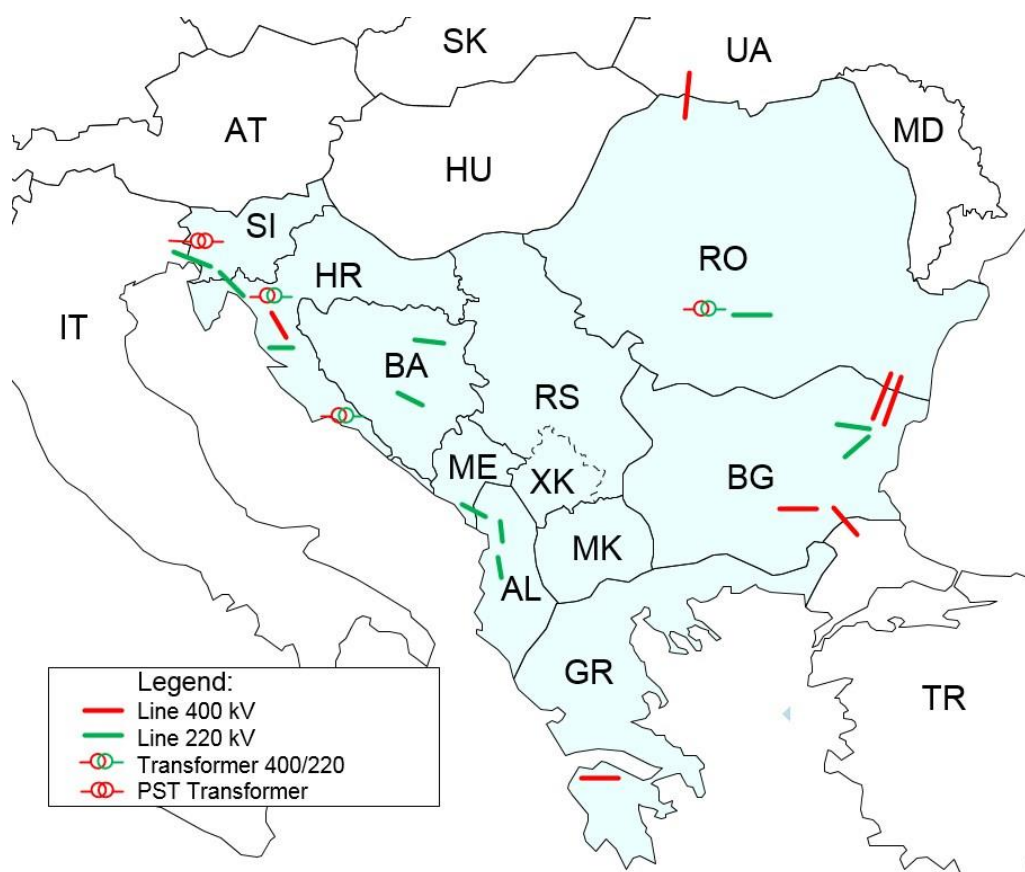 SK
UA
AT
MD
HU
SI
RO
HR
IT
BA
RS
ME
XK
BG
MK
AL
GR
TR
Legend:
Line 400 kV
Line 220 kV
Transformer 400/220
PST Transformer